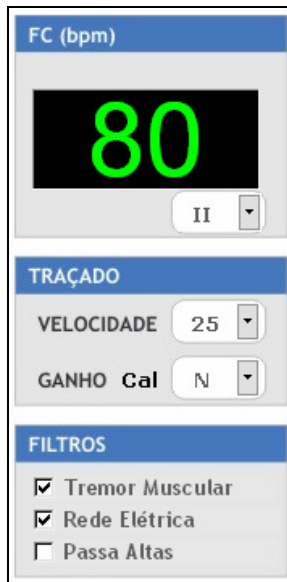 FC (bpm)
80
II
TRAÇADO
VELOCIDADE 25
GANHO Cal N
FILTROS
Tremor Muscular
Rede Elétrica
Passa Altas